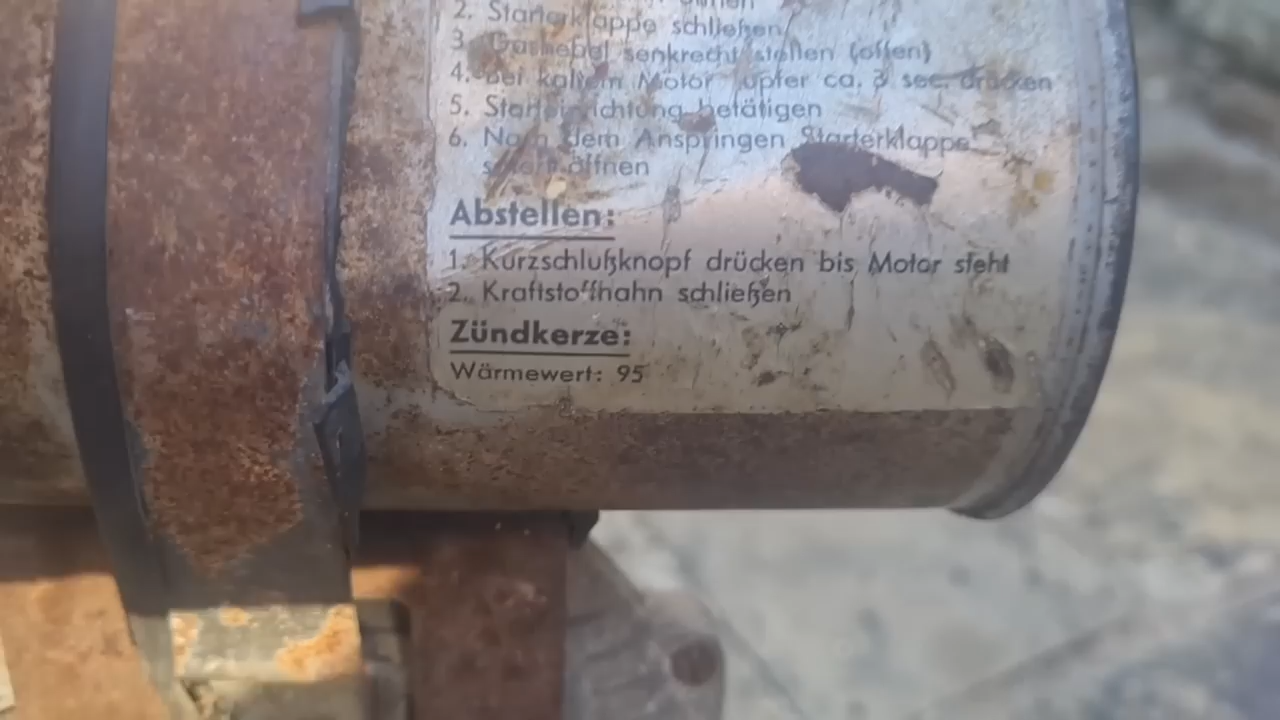 2. Starterklappe schließen
3. Gashebel senkrecht stellen (offen)
4. Bei kaltem Motor Tupfer ca. 3 sec. drücken
5. Starteinrichtung betätigen
6. Nach dem Anspringen Starterklappe
sofort öffnen
Abstellen:
1. Kurzschlußknopf drücken bis Motor steht
2. Kraftstoffhahn schließen
Zündkerze:
Wärmewert: 95